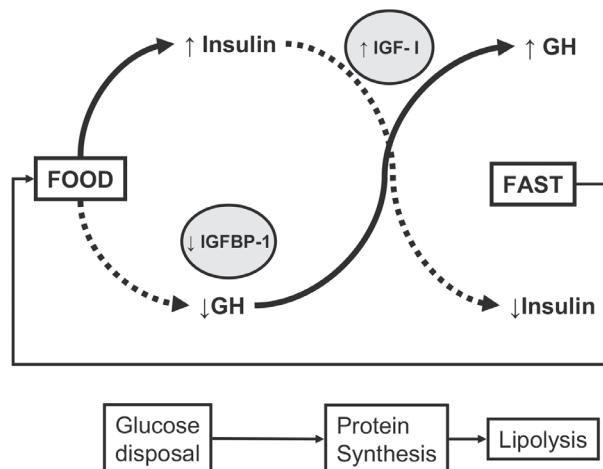 ↑ Insulin
↑ IGF- I
↑ GH
FOOD
FAST
↓ IGFBP-1
↓GH
↓Insulin
Glucose
disposal
Protein
Synthesis
Lipolysis